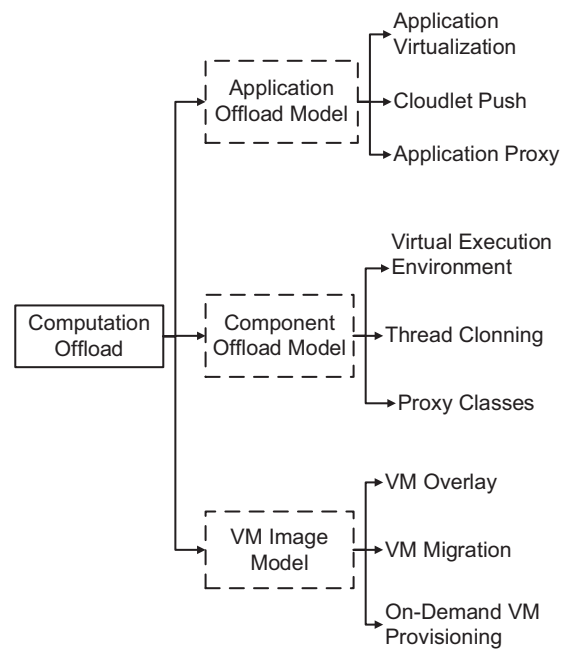 Application
Virtualization
Application
Offload Model
Cloudlet Push
Application Proxy
Virtual Execution
Environment
Computation
Offload
Component
Offload Model
Thread Clonning
Proxy Classes
VM Overlay
VM Image
Model
VM Migration
On-Demand VM
Provisioning